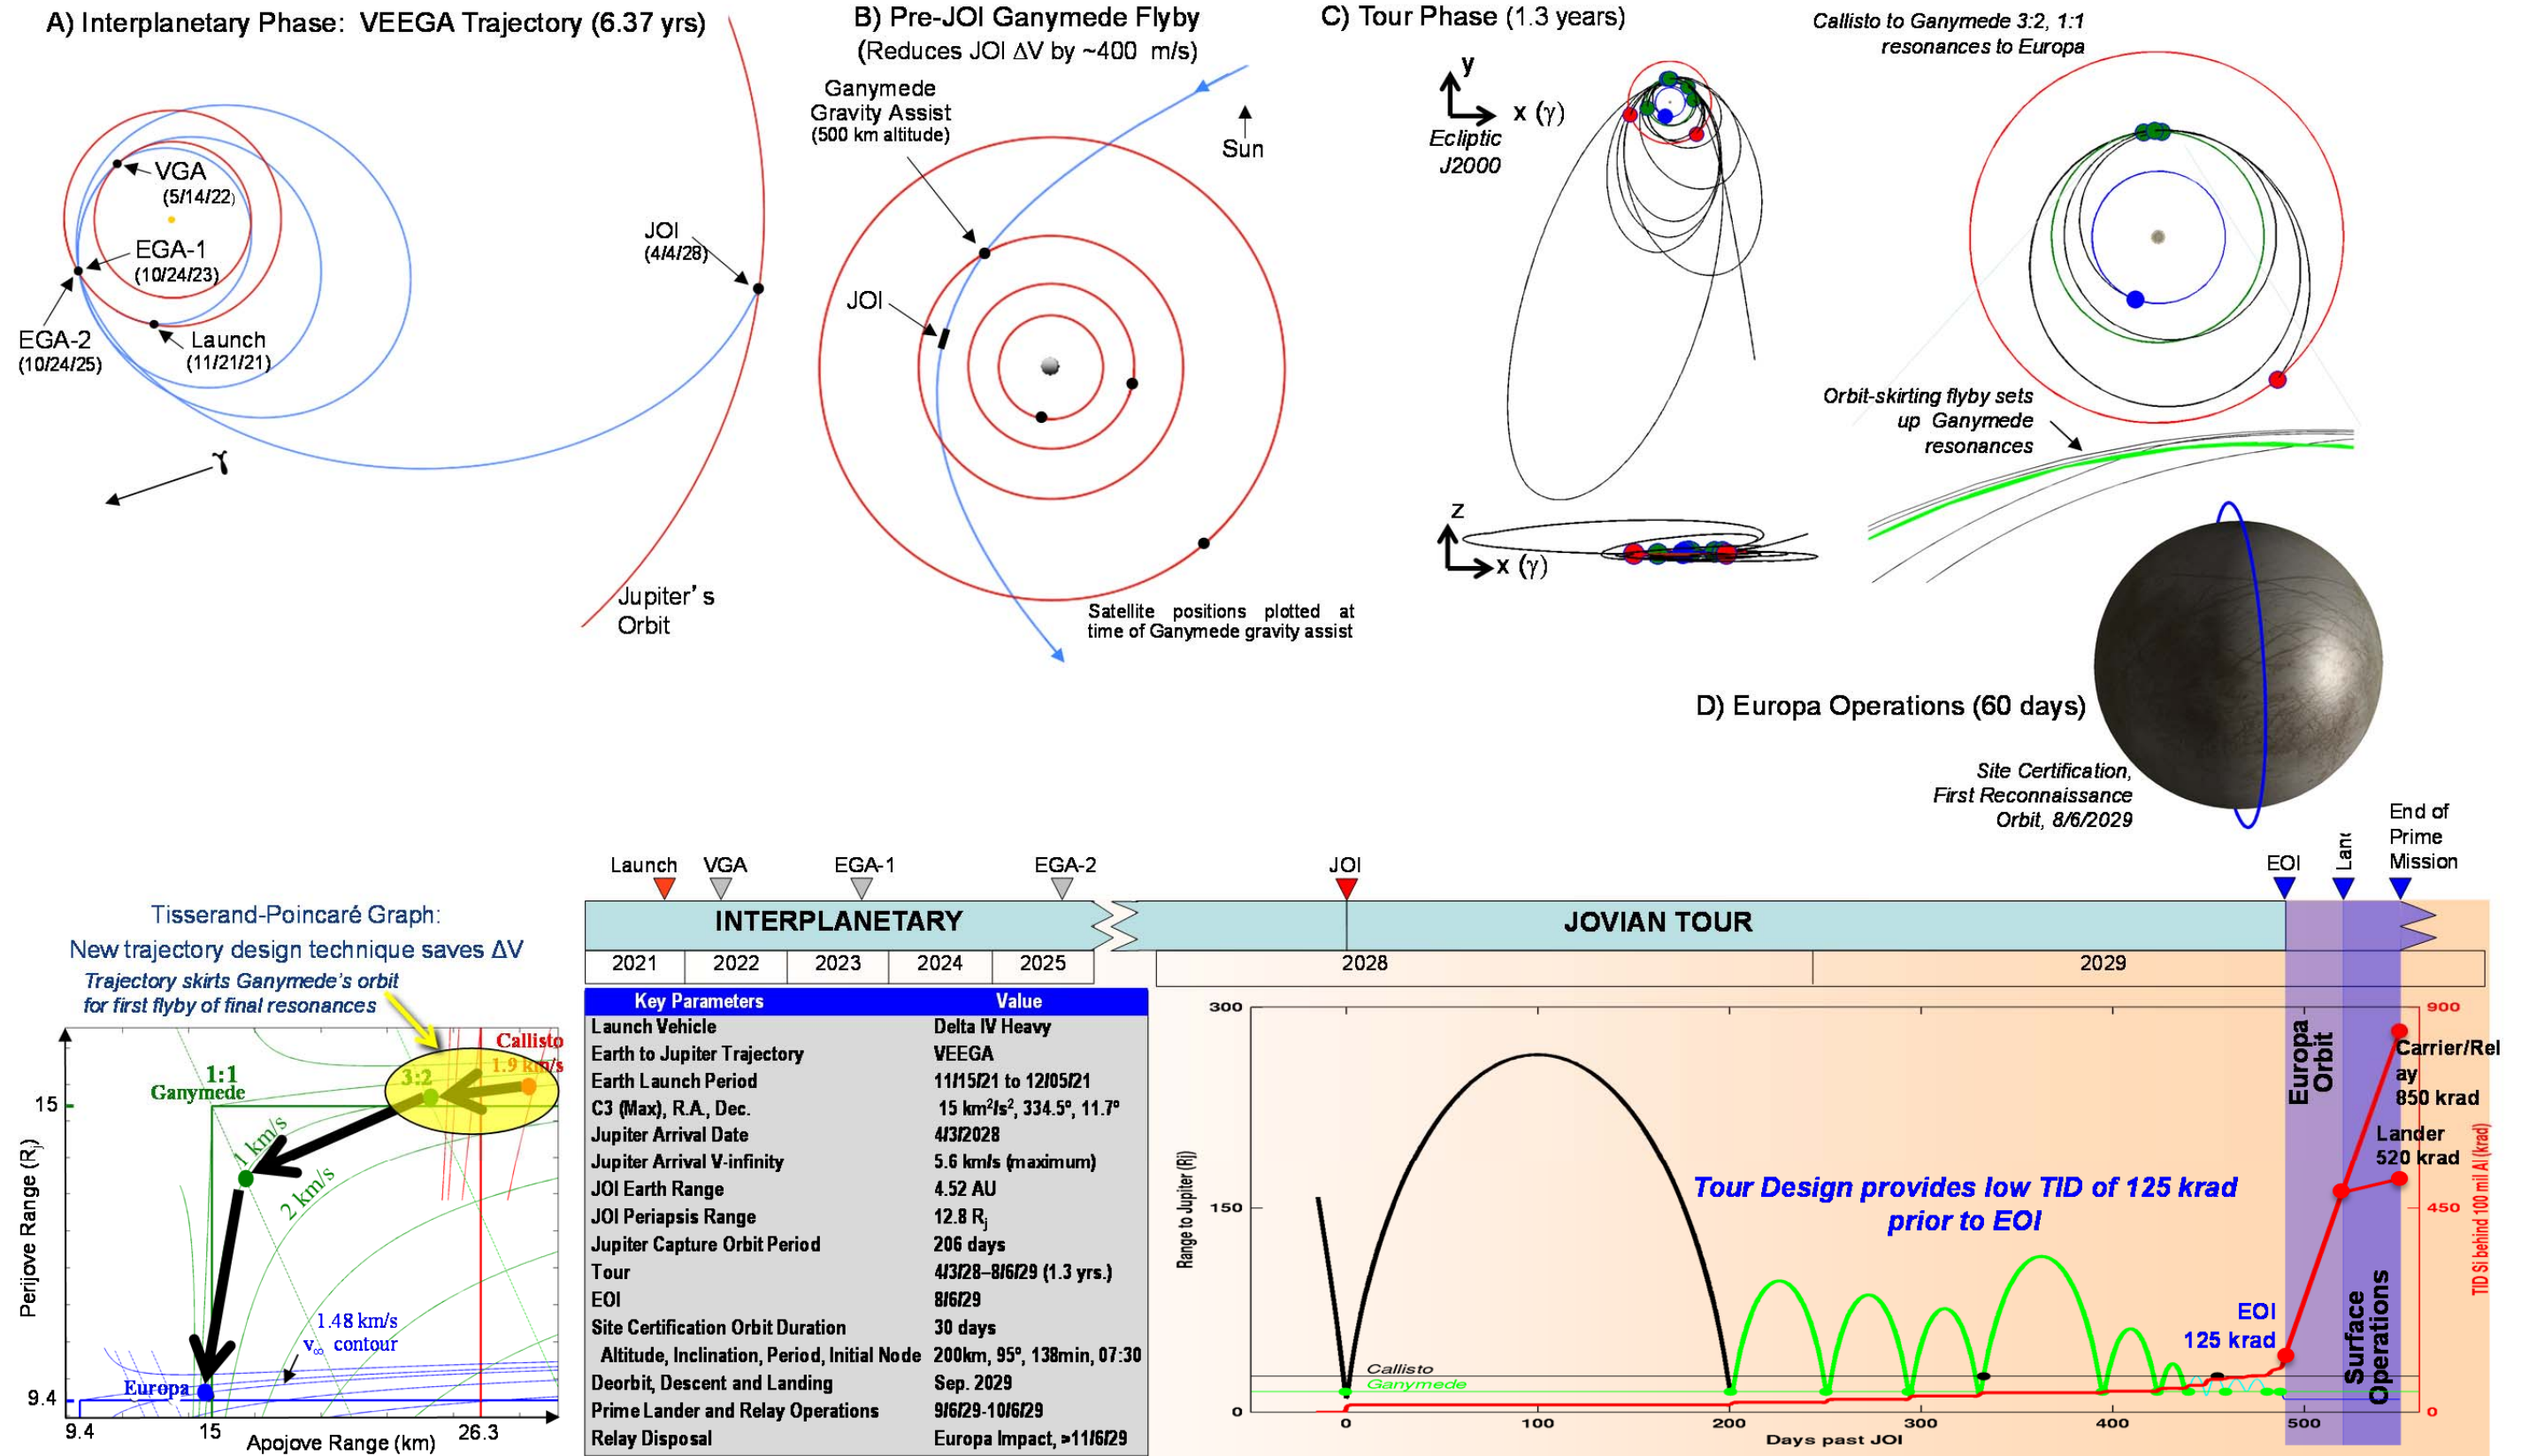 A) Interplanetary Phase: VEEGA Trajectory (6.37 yrs)
VGA
(5/14/22)
EGA-1
(10/24/23)
EGA-2
(10/24/25)
Launch
(11/21/21)
JOI
(4/4/28)
γ
Jupiter's
Orbit
B) Pre-JOI Ganymede Flyby
(Reduces JOI ΔV by ~400 m/s)
Ganymede
Gravity Assist
(500 km altitude)
JOI
Sun
Satellite positions plotted at
time of Ganymede gravity assist
C) Tour Phase (1.3 years)
y
x (γ)
Ecliptic
J2000
z
x (γ)
Callisto to Ganymede 3:2, 1:1
resonances to Europa
Orbit-skirting flyby sets
up Ganymede
resonances
D) Europa Operations (60 days)
Site Certification,
First Reconnaissance
Orbit, 8/6/2029
Tisserand-Poincaré Graph:
New trajectory design technique saves ΔV
Trajectory skirts Ganymede's orbit
for first flyby of final resonances
Callisto
1.9 km/s
3:2
1:1
Ganymede
15
1 km/s
2 km/s
1.48 km/s
v∞ contour
Europa
9.4
Perijove Range (Rj)
9.4
15
26.3
Apojove Range (km)
Launch
VGA
EGA-1
EGA-2
JOI
EOI
Land
End of
Prime
Mission
INTERPLANETARY
JOVIAN TOUR
2021
2022
2023
2024
2025
2028
2029
Key Parameters Value
Launch Vehicle Delta IV Heavy
Earth to Jupiter Trajectory VEEGA
Earth Launch Period 11/15/21 to 12/05/21
C3 (Max), R.A., Dec. 15 km²/s², 334.5º, 11.7º
Jupiter Arrival Date 4/3/2028
Jupiter Arrival V-infinity 5.6 km/s (maximum)
JOI Earth Range 4.52 AU
JOI Periapsis Range 12.8 Rj
Jupiter Capture Orbit Period 206 days
Tour 4/3/28–8/6/29 (1.3 yrs.)
EOI 8/6/29
Site Certification Orbit Duration 30 days
Altitude, Inclination, Period, Initial Node 200km, 95º, 138min, 07:30
Deorbit, Descent and Landing Sep. 2029
Prime Lander and Relay Operations 9/6/29-10/6/29
Relay Disposal Europa Impact, >11/6/29
300
150
0
Range to Jupiter (Rj)
Callisto
Ganymede
Tour Design provides low TID of 125 krad
prior to EOI
EOI
125 krad
Europa
Orbit
Surface
Operations
Carrier/Rel
ay
850 krad
Lander
520 krad
900
450
0
TID Si behind 100 mil Al (krad)
0
100
200
300
400
500
Days past JOI